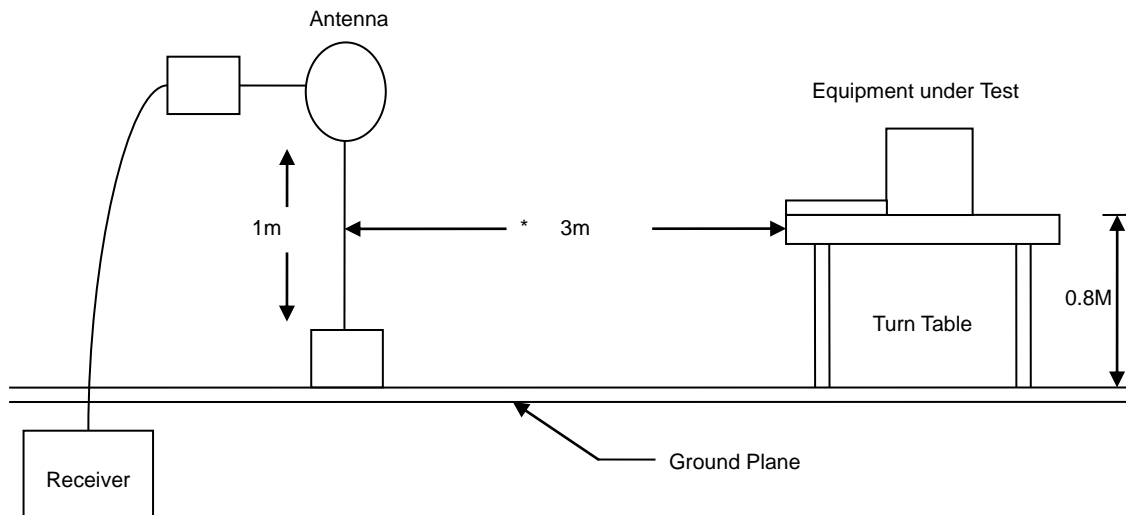 Antenna
Equipment under Test
1m
* 3m
0.8M
Turn Table
Ground Plane
Receiver